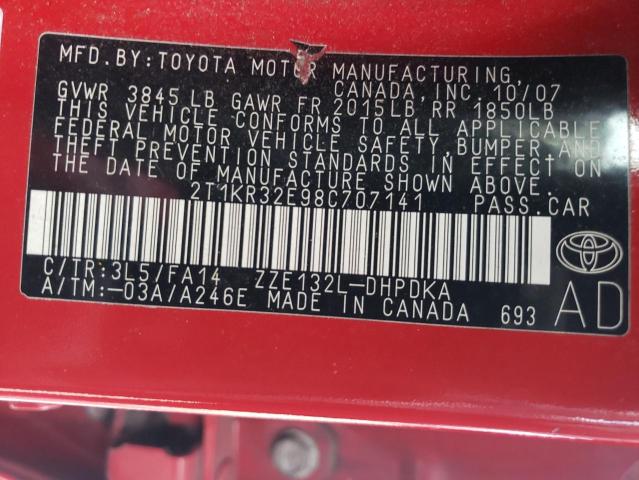 MFD. BY: TOYOTA MOTOR MANUFACTURING,
CANADA, INC. 10/07
GVWR 3845 LB GAWR FR 2015LB RR 1850LB
THIS VEHICLE CONFORMS TO ALL APPLICABLE
FEDERAL MOTOR VEHICLE SAFETY, BUMPER AND
THEFT PREVENTION STANDARDS IN EFFECT ON
THE DATE OF MANUFACTURE SHOWN ABOVE.
2T1KR32E98C707141 PASS.CAR
C/TR:3L5/FA14 ZZE132L-DHPDKA
A/TM:-03A/A246E MADE IN CANADA 693
AD